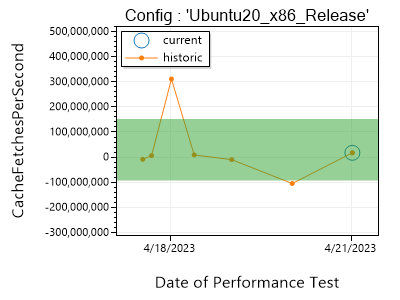 Config : 'Ubuntu20_x86_Release'
current
historic
500,000,000
400,000,000
300,000,000
200,000,000
100,000,000
0
-100,000,000
-200,000,000
-300,000,000
CacheFetchesPerSecond
4/18/2023
4/21/2023
Date of Performance Test